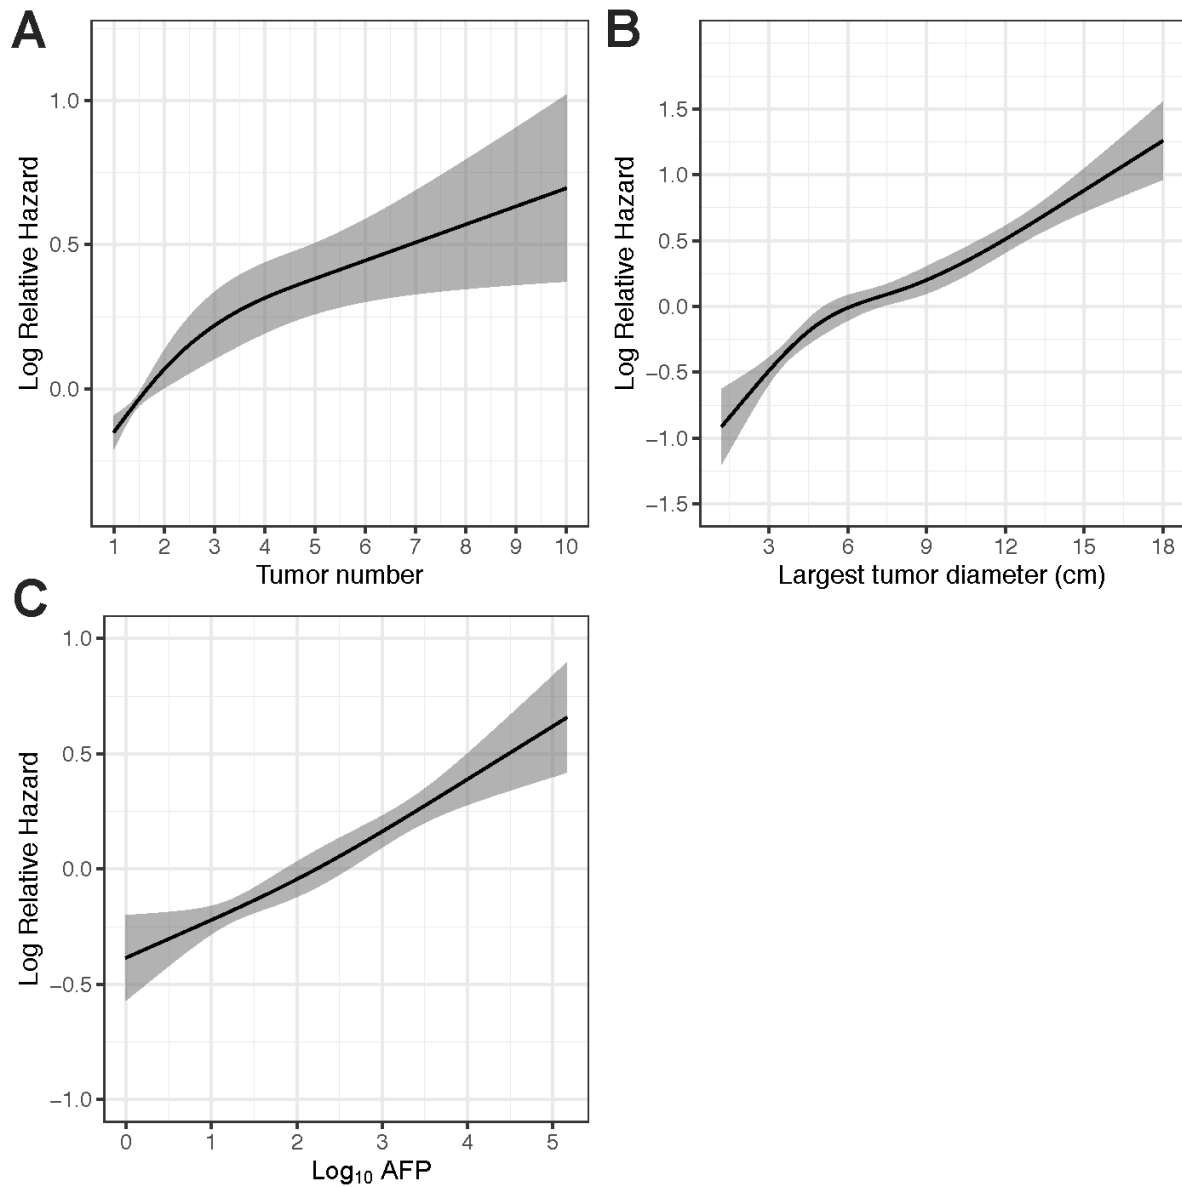 A
Log Relative Hazard
1.0
0.5
0.0
1 2 3 4 5 6 7 8 9 10
Tumor number
B
Log Relative Hazard
1.5
1.0
0.5
0.0
−0.5
−1.0
−1.5
3 6 9 12 15 18
Largest tumor diameter (cm)
C
Log Relative Hazard
1.0
0.5
0.0
−0.5
−1.0
0 1 2 3 4 5
Log₁₀ AFP